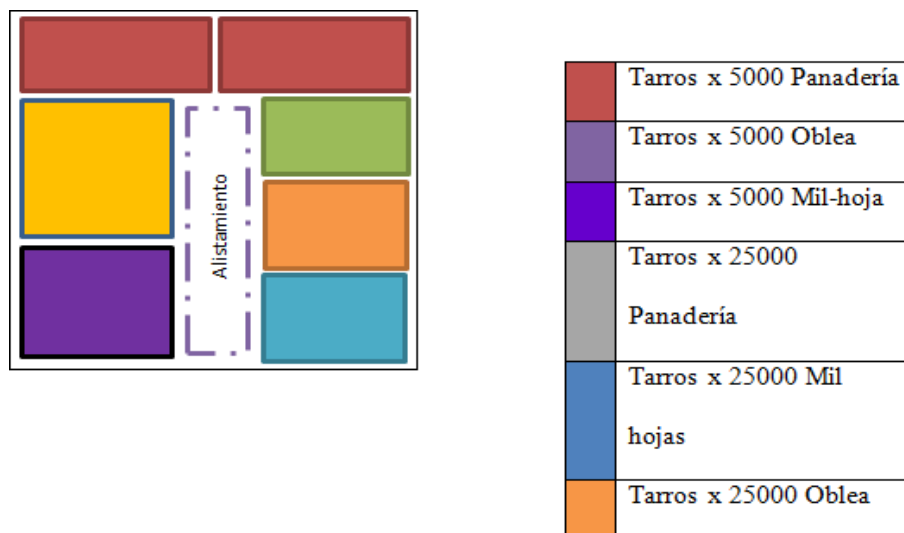 Alistamiento
Tarros x 5000 Panadería
Tarros x 5000 Oblea
Tarros x 5000 Mil-hoja
Tarros x 25000
Panadería
Tarros x 25000 Mil
hojas
Tarros x 25000 Oblea